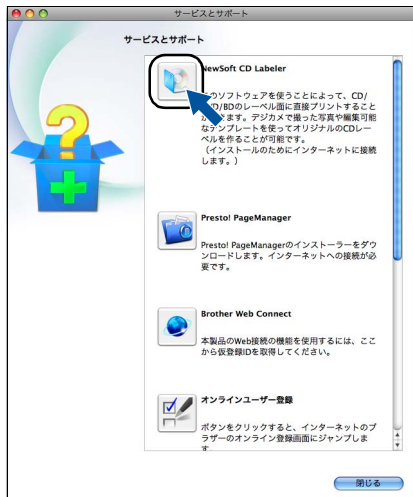 サービスとサポート
サービスとサポート
NewSoft CD Labeler
このソフトウェアを使うことによって、CD/
/BDのレーベル面に直接プリントすること
ができます。デジカメで撮った写真や編集可能
なテンプレートを使ってオリジナルのCDレー
ベルを作ることが可能です。
(インストールのためにインターネットに接続
します。)
Presto! PageManager
Presto! PageManagerのインストーラーをダウ
ンロードします。インターネットへの接続が必
要です。
Brother Web Connect
本製品のWeb接続の機能を使用するには、ここ
から仮登録IDを取得してください。
オンラインユーザー登録
ボタンをクリックすると、インターネットのブ
ラザーのオンライン登録画面にジャンプしま
す。
閉じる